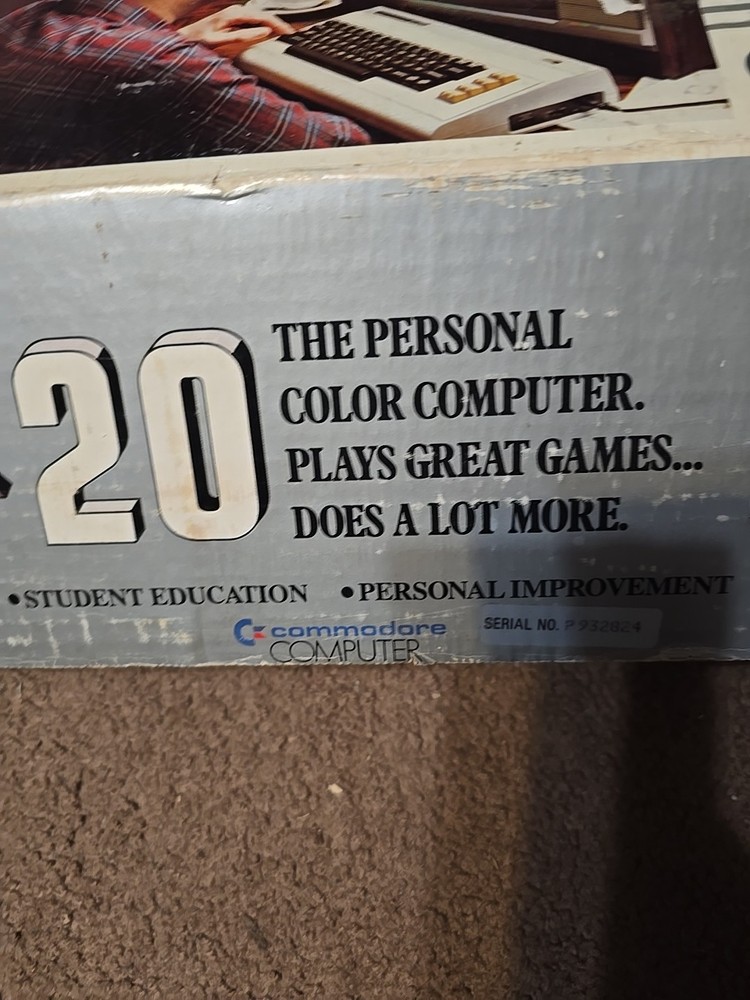 20
THE PERSONAL
COLOR COMPUTER.
PLAYS GREAT GAMES...
DOES A LOT MORE.
•STUDENT EDUCATION •PERSONAL IMPROVEMENT
commodore
COMPUTER
SERIAL NO. P 932824